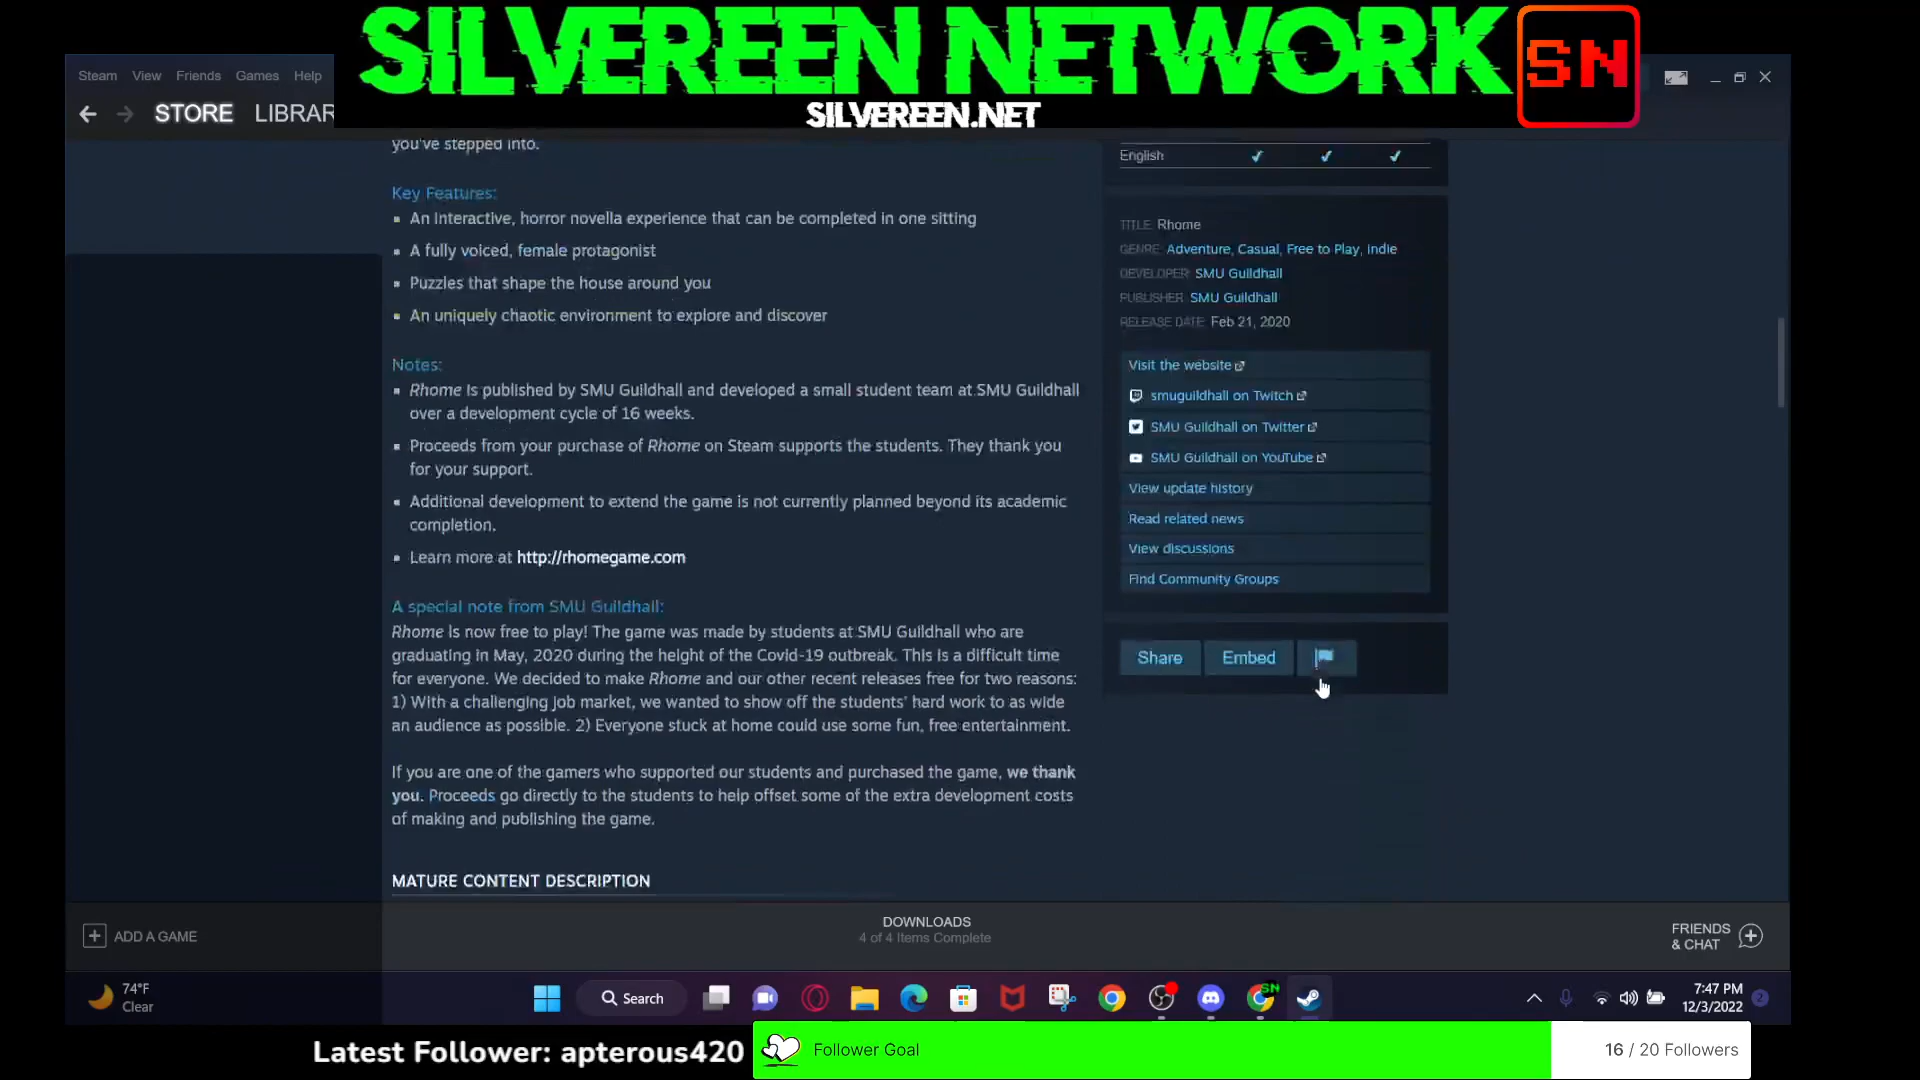 SILVEREEN NETWORK
SN
SILVEREEN.NET
Steam View Friends Games Help
STORE LIBRAR
you've stepped into.
Key Features:
An interactive, horror novella experience that can be completed in one sitting
A fully voiced, female protagonist
Puzzles that shape the house around you
An uniquely chaotic environment to explore and discover
Notes:
Rhome is published by SMU Guildhall and developed a small student team at SMU Guildhall
over a development cycle of 16 weeks.
Proceeds from your purchase of Rhome on Steam supports the students. They thank you
for your support.
Additional development to extend the game is not currently planned beyond its academic
completion.
Learn more at http://rhomegame.com
A special note from SMU Guildhall:
Rhome is now free to play! The game was made by students at SMU Guildhall who are
graduating in May, 2020 during the height of the Covid-19 outbreak. This is a difficult time
for everyone. We decided to make Rhome and our other recent releases free for two reasons:
1) With a challenging job market, we wanted to show off the students' hard work to as wide
an audience as possible. 2) Everyone stuck at home could use some fun, free entertainment.
If you are one of the gamers who supported our students and purchased the game, we thank
you. Proceeds go directly to the students to help offset some of the extra development costs
of making and publishing the game.
MATURE CONTENT DESCRIPTION
English
TITLE: Rhome
GENRE: Adventure, Casual, Free to Play, Indie
DEVELOPER: SMU Guildhall
PUBLISHER: SMU Guildhall
RELEASE DATE: Feb 21, 2020
Visit the website
smuguildhall on Twitch
SMU Guildhall on Twitter
SMU Guildhall on YouTube
View update history
Read related news
View discussions
Find Community Groups
Share Embed
ADD A GAME
DOWNLOADS
4 of 4 Items Complete
FRIENDS
& CHAT
74°F
Clear
Search
SN
7:47 PM
12/3/2022
2
Latest Follower: apterous420
Follower Goal
16 / 20 Followers